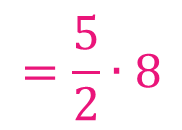 = 5/2 · 8